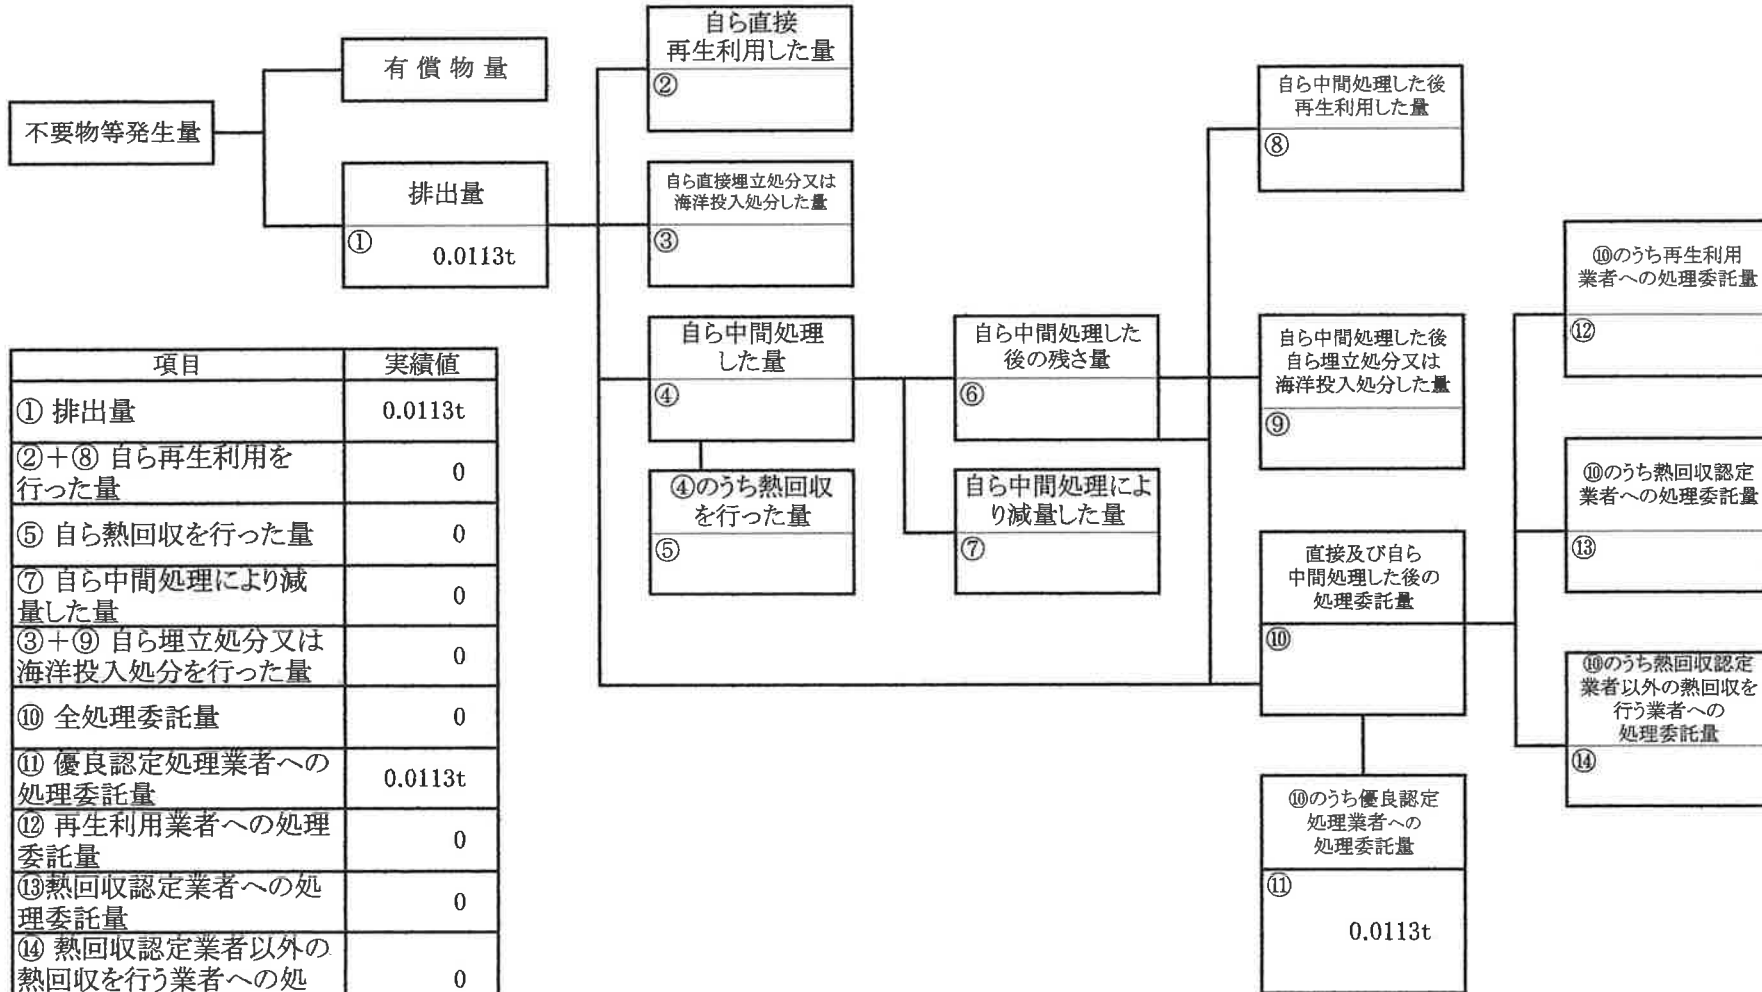 不要物等発生量
有 償 物 量
排出量
①
0.0113t
自ら直接
再生利用した量
②
自ら直接埋立処分又は
海洋投入処分した量
③
自ら中間処理
した量
④
④のうち熱回収
を行った量
⑤
自ら中間処理した
後の残さ量
⑥
自ら中間処理によ
り減量した量
⑦
自ら中間処理した後
再生利用した量
⑧
自ら中間処理した後
自ら埋立処分又は
海洋投入処分した量
⑨
直接及び自ら
中間処理した後の
処理委託量
⑩
⑩のうち優良認定
処理業者への
処理委託量
⑪
0.0113t
⑩のうち再生利用
業者への処理委託量
⑫
⑩のうち熱回収認定
業者への処理委託量
⑬
⑩のうち熱回収認定
業者以外の熱回収を
行う業者への
処理委託量
⑭
項目 実績値
① 排出量 0.0113t
②＋⑧ 自ら再生利用を
行った量 0
⑤ 自ら熱回収を行った量 0
⑦ 自ら中間処理により減
量した量 0
③＋⑨ 自ら埋立処分又は
海洋投入処分を行った量 0
⑩ 全処理委託量 0
⑪ 優良認定処理業者への
処理委託量 0.0113t
⑫ 再生利用業者への処理
委託量 0
⑬熱回収認定業者への処
理委託量 0
⑭ 熱回収認定業者以外の
熱回収を行う業者への処 0